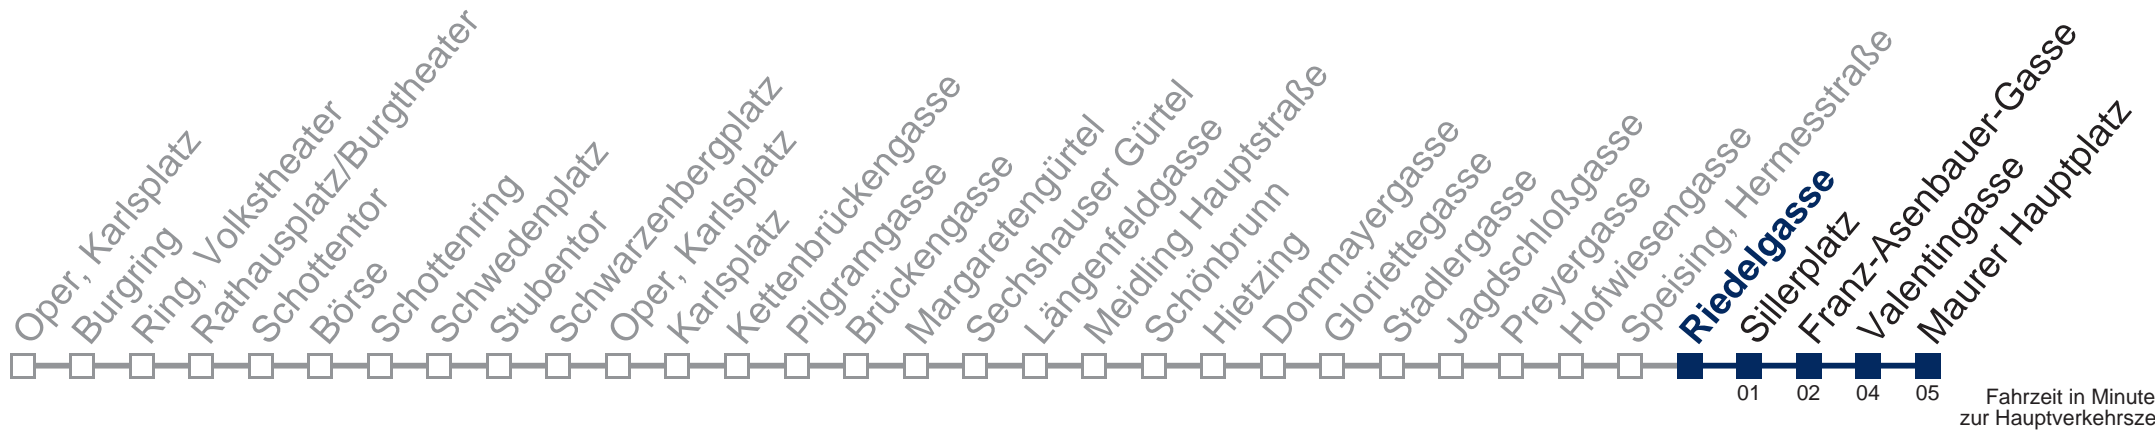 Oper, Karlsplatz
Burgring
Ring, Volkstheater
Rathausplatz/Burgtheater
Schottentor
Börse
Schottenring
Schwedenplatz
Stubentor
Schwarzenbergplatz
Oper, Karlsplatz
Karlsplatz
Kettenbrückengasse
Pilgramgasse
Brückengasse
Margaretengürtel
Sechshauser Gürtel
Längenfeldgasse
Meidling Hauptstraße
Schönbrunn
Hietzing
Dommayergasse
Gloriettegasse
Stadlergasse
Jagdschloßgasse
Preyergasse
Hofwiesengasse
Speising, Hermesstraße
Riedelgasse
Sillerplatz
Franz-Asenbauer-Gasse
Valentingasse
Maurer Hauptplatz
01 02 04 05
Fahrzeit in Minute
zur Hauptverkehrsze